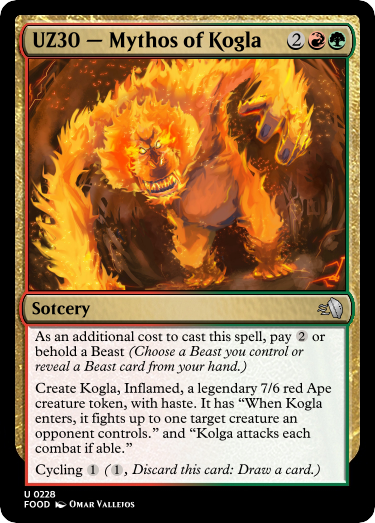 UZ30 — Mythos of Kogla 2
Sotcery
As an additional cost to cast this spell, pay 2 or
behold a Beast (Choose a Beast you control or
reveal a Beast card from your hand.)
Create Kogla, Inflamed, a legendary 7/6 red Ape
creature token, with haste. It has “When Kogla
enters, it fights up to one target creature an
opponent controls.” and “Kolga attacks each
combat if able.”
Cycling 1 (1, Discard this card: Draw a card.)
U 0228
FOOD Omar Vallejos